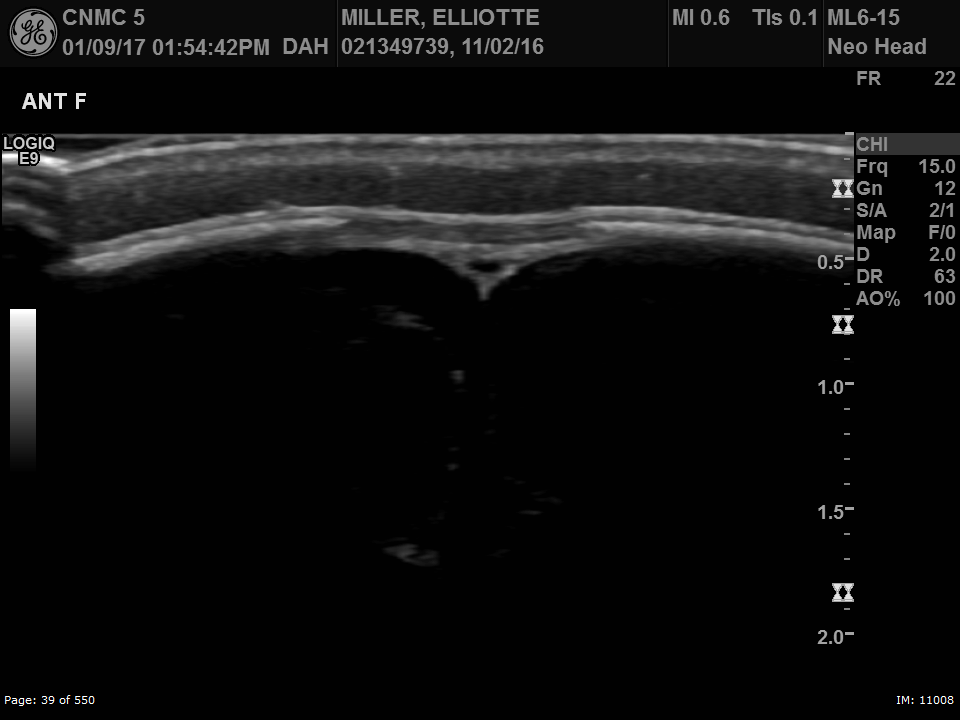 CNMC 5
01/09/17 01:54:42PM DAH
MILLER, ELLIOTTE
021349739, 11/02/16
MI 0.6 TIs 0.1
ML6-15
Neo Head
GE
FR 22
ANT F
LOGIQ
E9
CHI
Frq 15.0
Gn 12
S/A 2/1
Map F/0
D 2.0
DR 63
AO% 100
0.5
1.0
1.5
2.0
Page: 39 of 550
IM: 11008